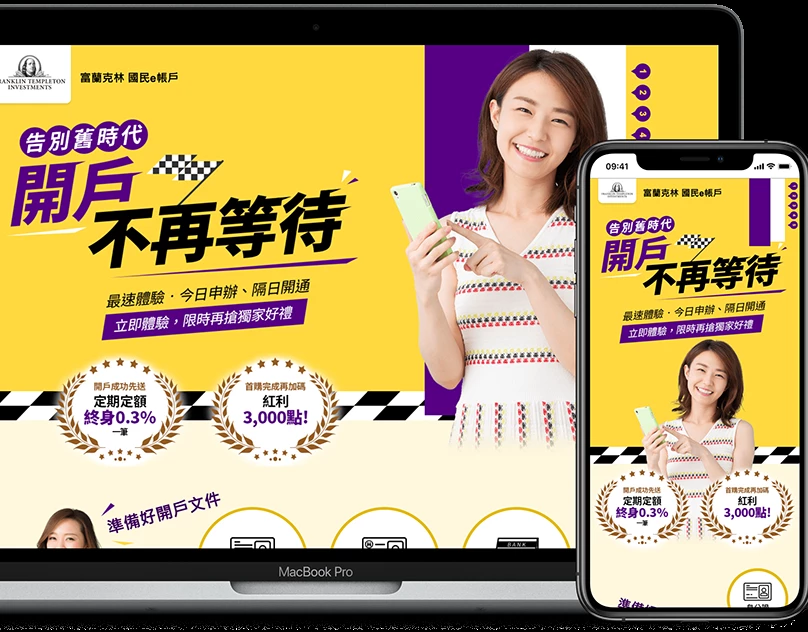 FRANKLIN TEMPLETON
INVESTMENTS
富蘭克林 國民e帳戶
告別舊時代
開戶
不再等待
最速體驗．今日申辦、隔日開通
立即體驗，限時再搶獨家好禮
開戶成功先送
定期定額
終身0.3%
一筆
首購完成再加碼
紅利
3,000點!
準備好開戶文件
BANK
1
2
3
4
MacBook Pro
09:41
富蘭克林 國民e帳戶
告別舊時代
開戶
不再等待
最速體驗．今日申辦、隔日開通
立即體驗，限時再搶獨家好禮
開戶成功先送
定期定額
終身0.3%
一筆
首購完成再加碼
紅利
3,000點!